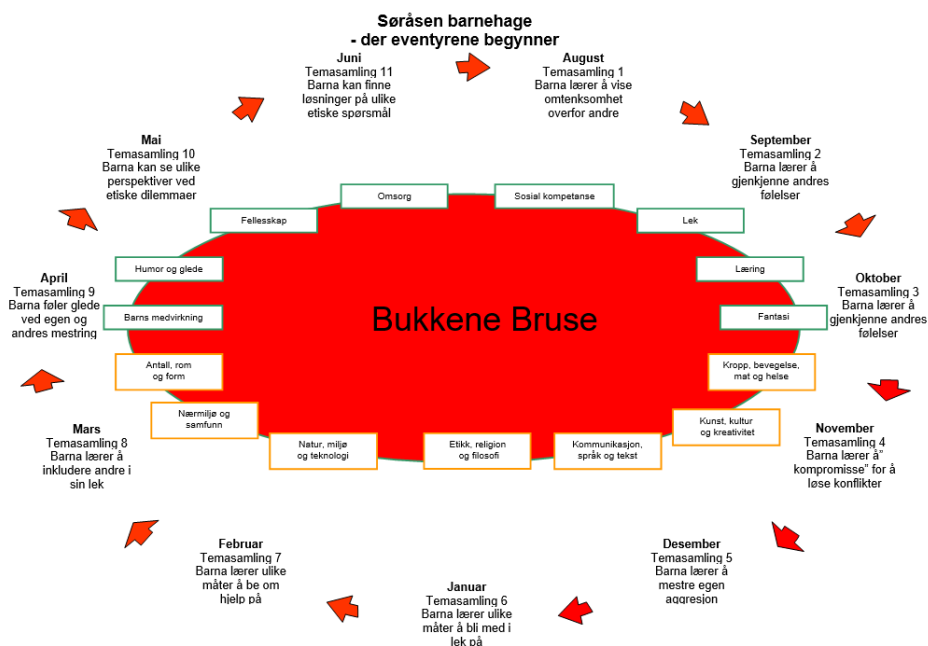 Søråsen barnehage
- der eventyrene begynner
Juni
Temasamling 11
Barna kan finne
løsninger på ulike
etiske spørsmål
August
Temasamling 1
Barna lærer å vise
omtenksomhet
overfor andre
September
Temasamling 2
Barna lærer å
gjenkjenne andres
følelser
Oktober
Temasamling 3
Barna lærer å
gjenkjenne andres
følelser
November
Temasamling 4
Barna lærer å”
kompromisse” for å
løse konflikter
Desember
Temasamling 5
Barna lærer å
mestre egen
aggresjon
Januar
Temasamling 6
Barna lærer ulike
måter å bli med i
lek på
Februar
Temasamling 7
Barna lærer ulike
måter å be om
hjelp på
Mars
Temasamling 8
Barna lærer å
inkludere andre i
sin lek
April
Temasamling 9
Barna føler glede
ved egen og
andres mestring
Mai
Temasamling 10
Barna kan se ulike
perspektiver ved
etiske dilemmaer
Omsorg
Sosial kompetanse
Fellesskap
Lek
Humor og glede
Læring
Barns medvirkning
Fantasi
Bukkene Bruse
Antall, rom
og form
Kropp, bevegelse,
mat og helse
Nærmiljø og
samfunn
Kunst, kultur
og kreativitet
Natur, miljø
og teknologi
Etikk, religion
og filosofi
Kommunikasjon,
språk og tekst